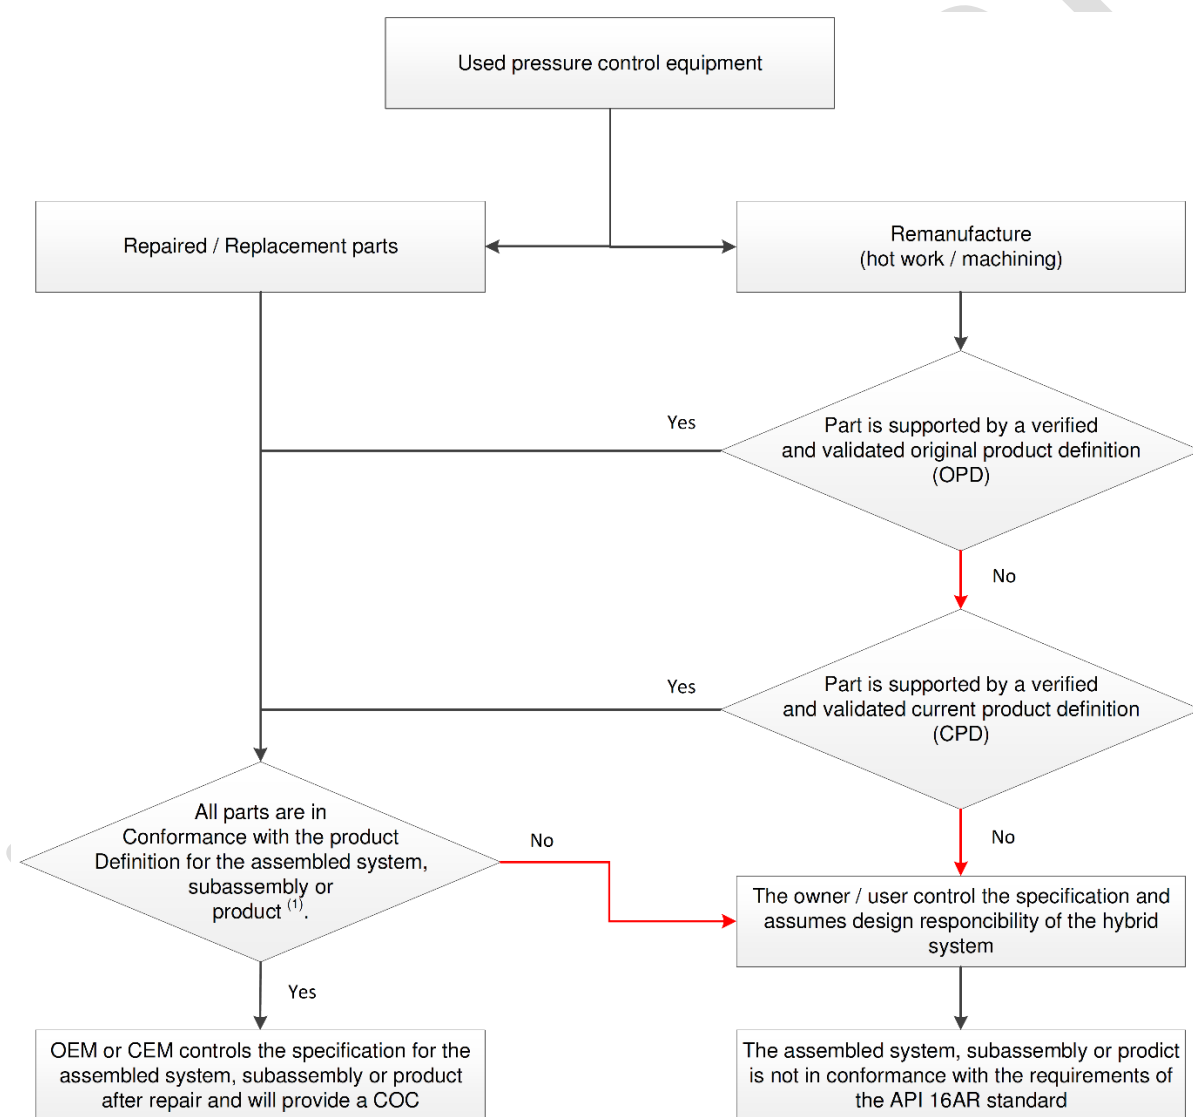 Used pressure control equipment
Repaired / Replacement parts
Remanufacture
(hot work / machining)
Yes
Part is supported by a verified
and validated original product definition
(OPD)
No
Yes
Part is supported by a verified
and validated current product definition
(CPD)
No
All parts are in
Conformance with the product
Definition for the assembled system,
subassembly or
product (1).
No
The owner / user control the specification and
assumes design responcibility of the hybrid
system
Yes
OEM or CEM controls the specification for the
assembled system, subassembly or product
after repair and will provide a COC
The assembled system, subassembly or prodict
is not in conformance with the requirements of
the API 16AR standard